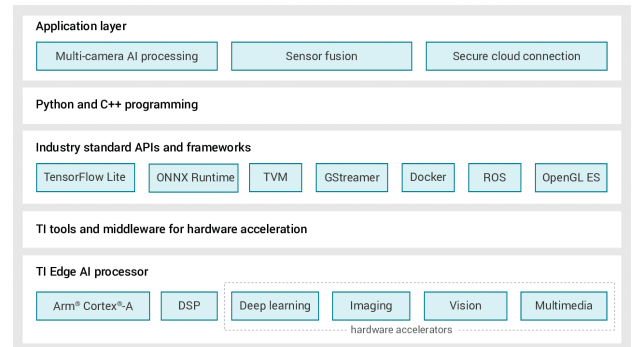 Application layer
Multi-camera AI processing Sensor fusion Secure cloud connection
Python and C++ programming
Industry standard APIs and frameworks
TensorFlow Lite ONNX Runtime TVM GStreamer Docker ROS OpenGL ES
TI tools and middleware for hardware acceleration
TI Edge AI processor
Arm® Cortex®-A DSP Deep learning Imaging Vision Multimedia
hardware accelerators